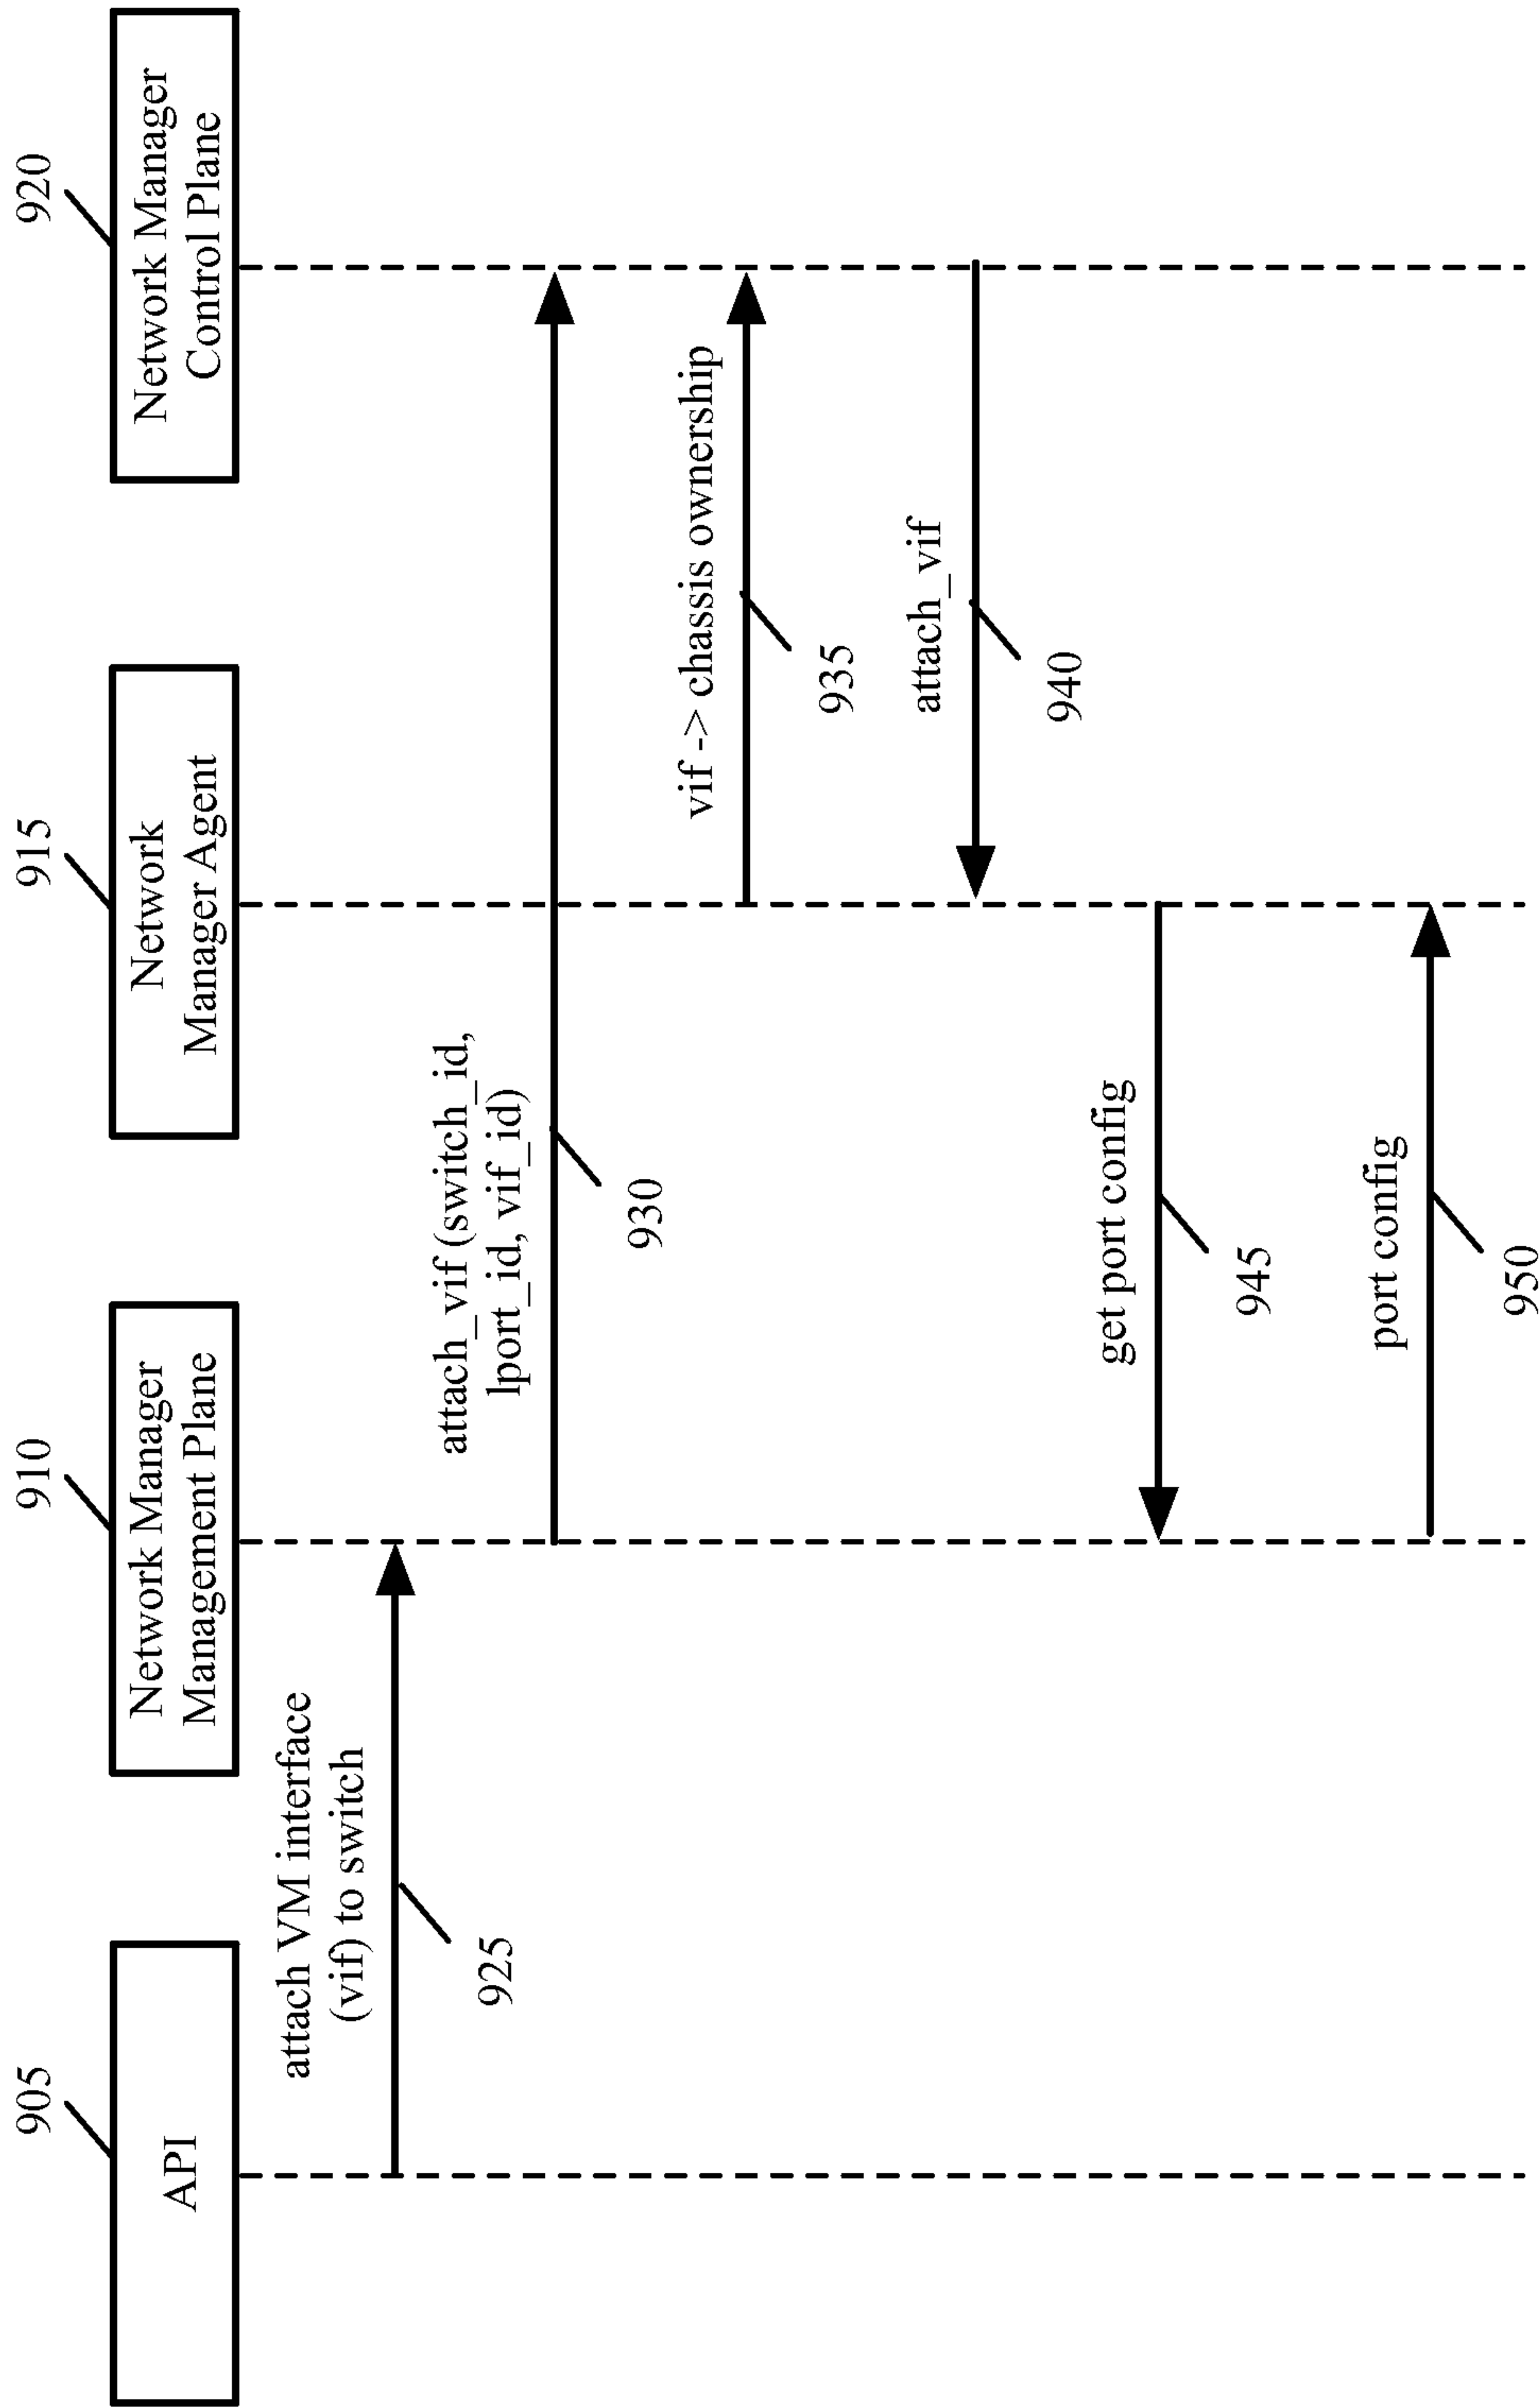 905
910
915
920
API
Network Manager
Management Plane
Network
Manager Agent
Network Manager
Control Plane
attach VM interface
(vif) to switch
925
attach_vif (switch_id,
lport_id, vif_id)
930
vif -> chassis ownership
935
attach_vif
940
get port config
945
port config
950